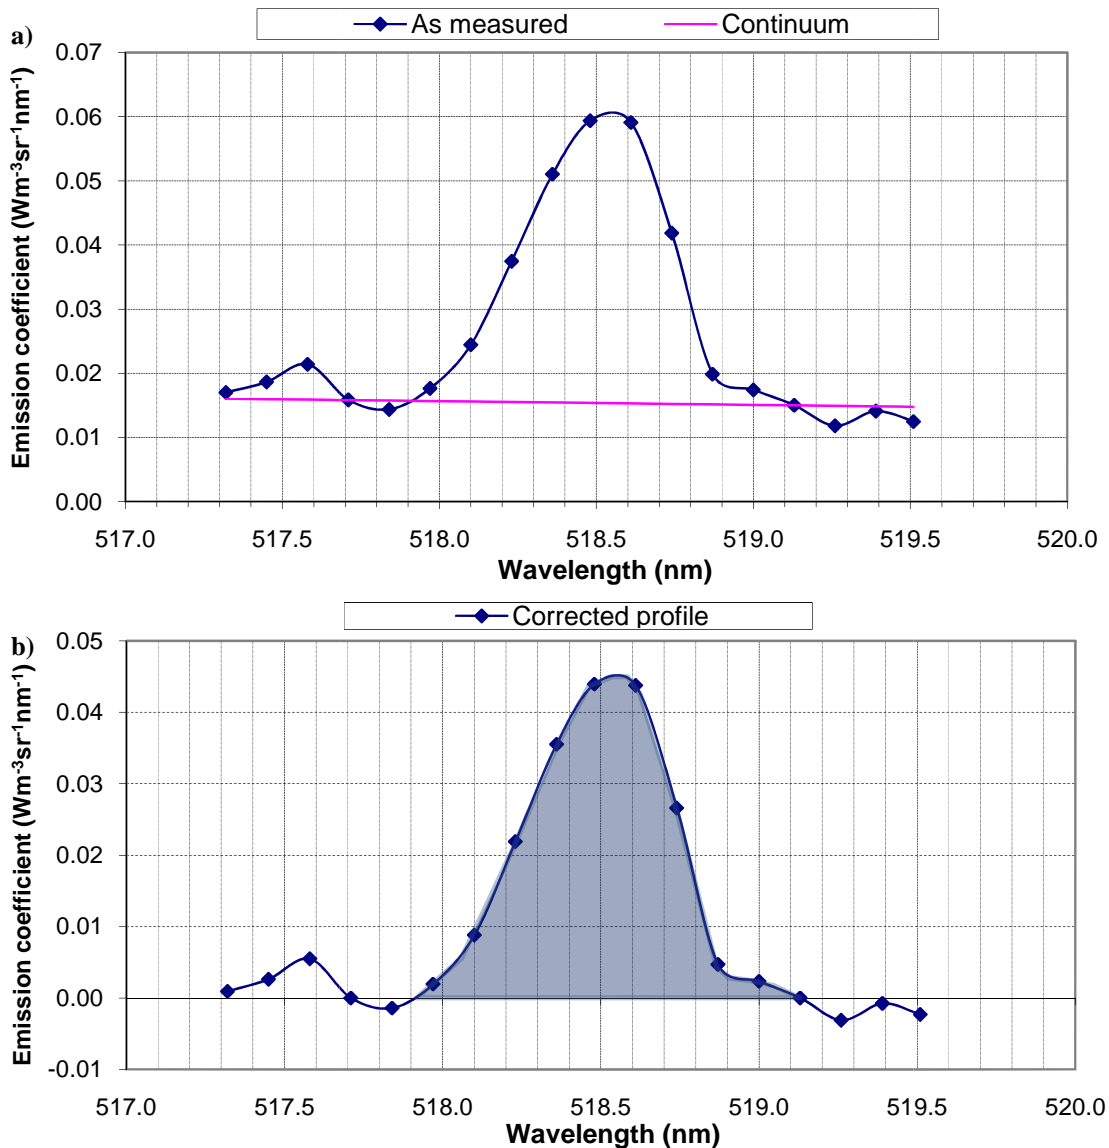 As measured Continuum
a)
Emission coefficient (Wm-3sr-1nm-1)
0.07
0.06
0.05
0.04
0.03
0.02
0.01
0.00
517.0 517.5 518.0 518.5 519.0 519.5 520.0
Wavelength (nm)
Corrected profile
b)
Emission coefficient (Wm-3sr-1nm-1)
0.05
0.04
0.03
0.02
0.01
0.00
-0.01
517.0 517.5 518.0 518.5 519.0 519.5 520.0
Wavelength (nm)